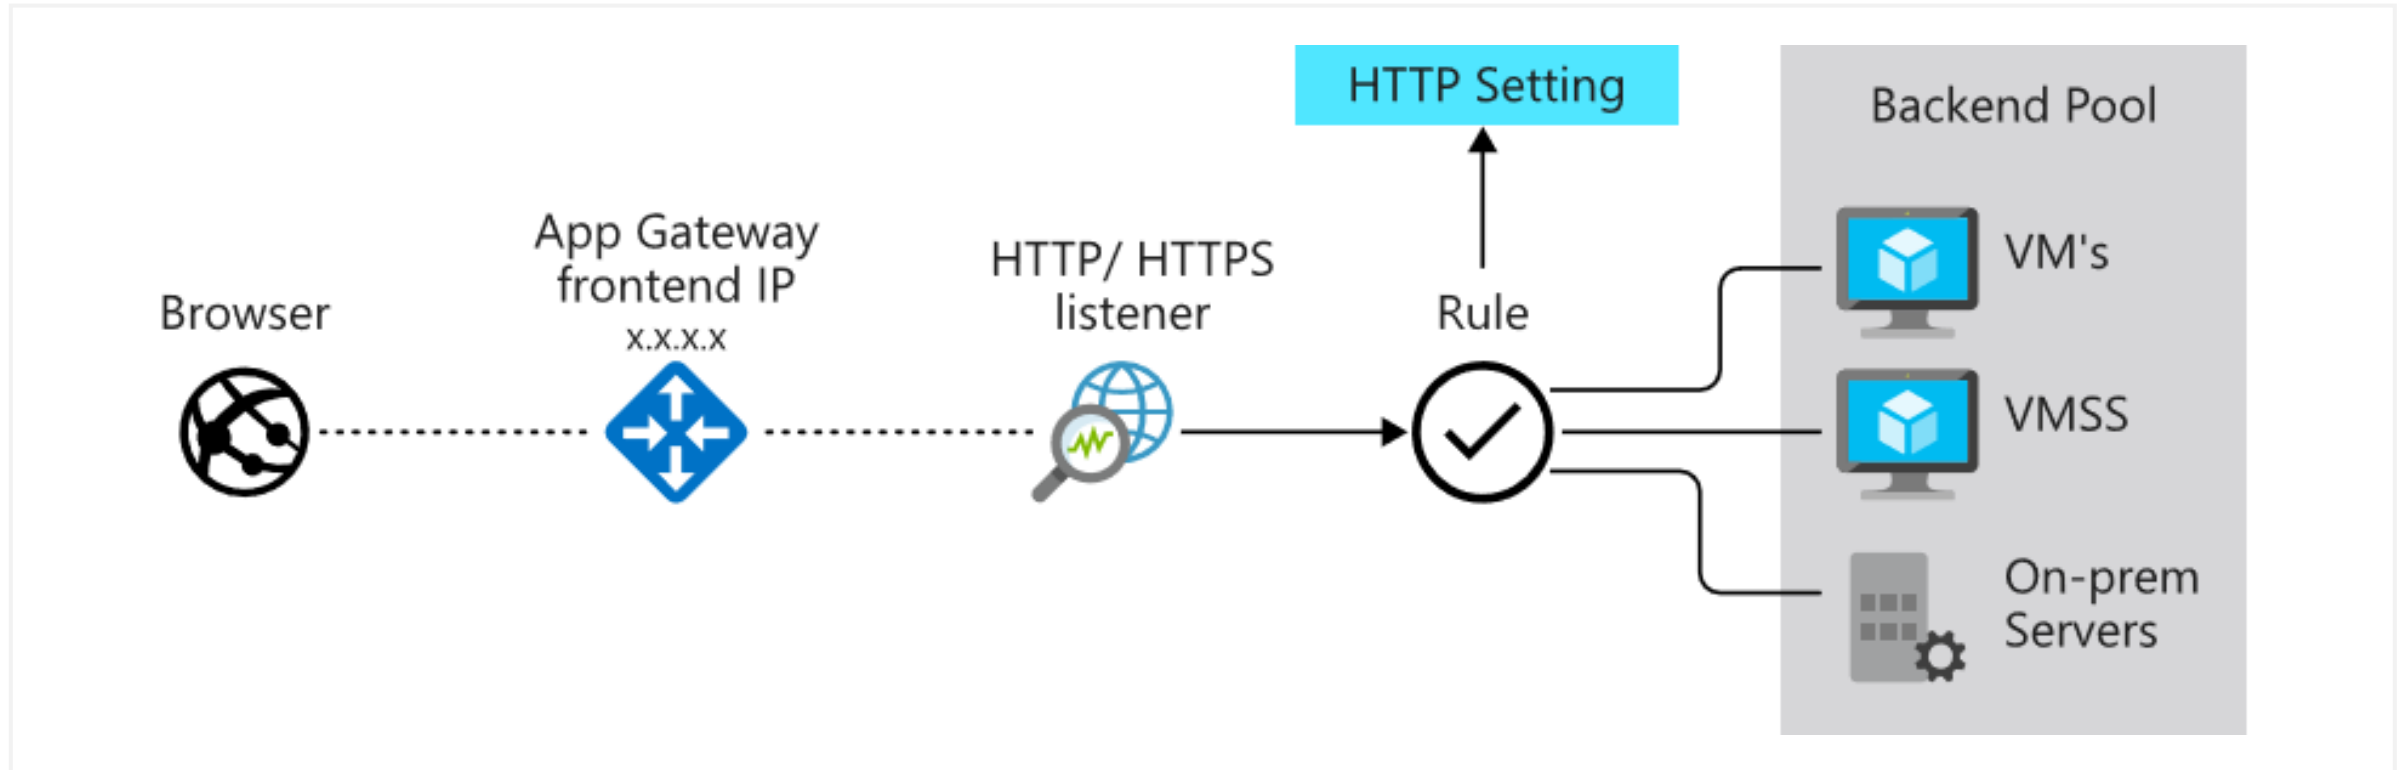 Browser
App Gateway
frontend IP
x.x.x.x
HTTP/ HTTPS
listener
Rule
HTTP Setting
Backend Pool
VM's
VMSS
On-prem
Servers